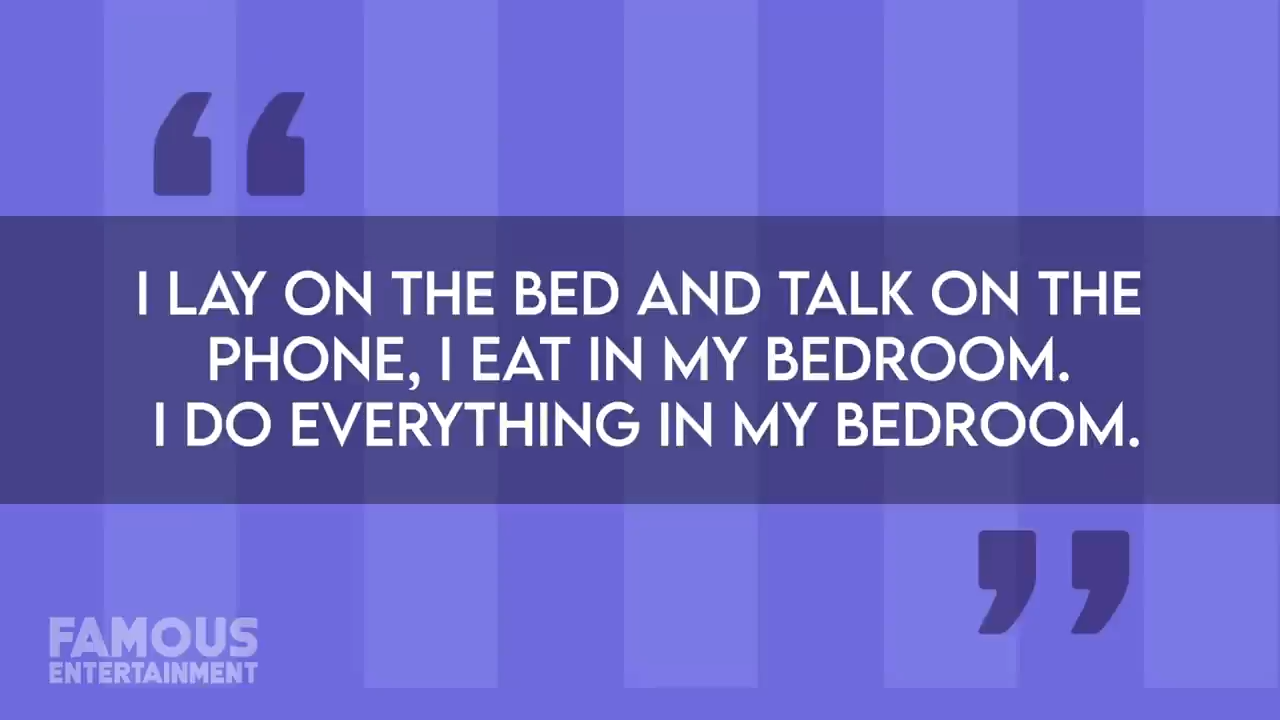 I LAY ON THE BED AND TALK ON THE
PHONE, I EAT IN MY BEDROOM.
I DO EVERYTHING IN MY BEDROOM.
FAMOUS
ENTERTAINMENT